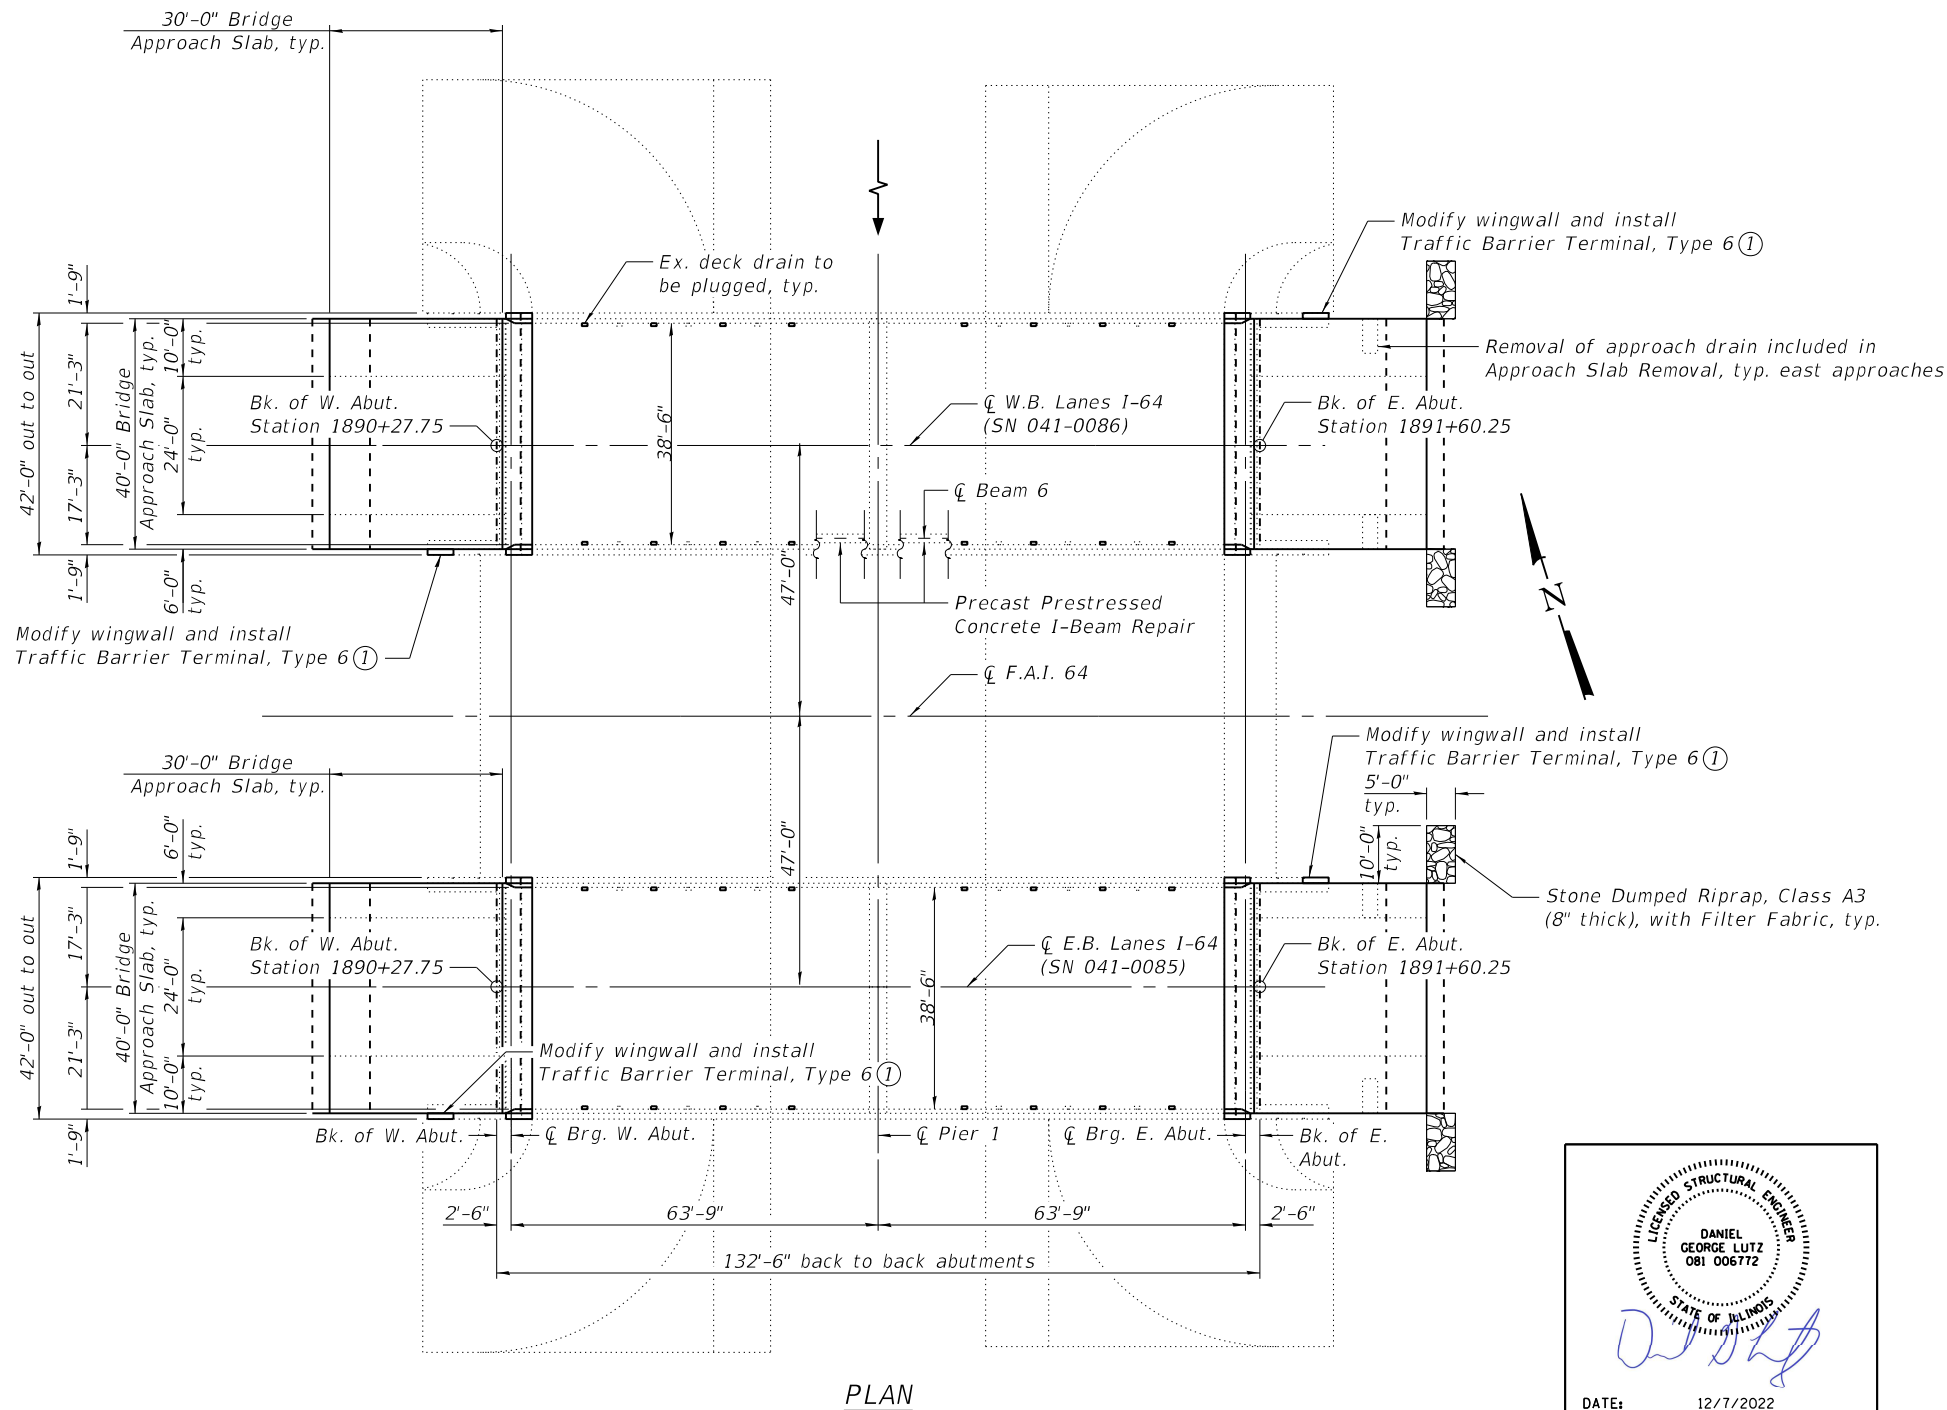 30'-0" Bridge
Approach Slab, typ.
Ex. deck drain to
be plugged, typ.
Modify wingwall and install
Traffic Barrier Terminal, Type 6 ①
1'-9"
21'-3"
17'-3"
1'-9"
42'-0" out to out
40'-0" Bridge
Approach Slab, typ.
10'-0"
typ.
24'-0"
typ.
6'-0"
typ.
Bk. of W. Abut.
Station 1890+27.75
38'-6"
℄ W.B. Lanes I-64
(SN 041-0086)
Bk. of E. Abut.
Station 1891+60.25
Removal of approach drain included in
Approach Slab Removal, typ. east approaches
℄ Beam 6
Precast Prestressed
Concrete I-Beam Repair
47'-0"
Modify wingwall and install
Traffic Barrier Terminal, Type 6 ①
N
℄ F.A.I. 64
Modify wingwall and install
Traffic Barrier Terminal, Type 6 ①
5'-0"
typ.
10'-0"
typ.
30'-0" Bridge
Approach Slab, typ.
47'-0"
1'-9"
17'-3"
21'-3"
1'-9"
42'-0" out to out
40'-0" Bridge
Approach Slab, typ.
6'-0"
typ.
24'-0"
typ.
10'-0"
typ.
Stone Dumped Riprap, Class A3
(8" thick), with Filter Fabric, typ.
Bk. of W. Abut.
Station 1890+27.75
38'-6"
℄ E.B. Lanes I-64
(SN 041-0085)
Bk. of E. Abut.
Station 1891+60.25
Modify wingwall and install
Traffic Barrier Terminal, Type 6 ①
Bk. of W. Abut.
℄ Brg. W. Abut.
℄ Pier 1
℄ Brg. E. Abut.
Bk. of E.
Abut.
2'-6"
63'-9"
63'-9"
2'-6"
132'-6" back to back abutments
PLAN
LICENSED STRUCTURAL ENGINEER
DANIEL
GEORGE LUTZ
081 006772
STATE OF ILLINOIS
DATE: 12/7/2022